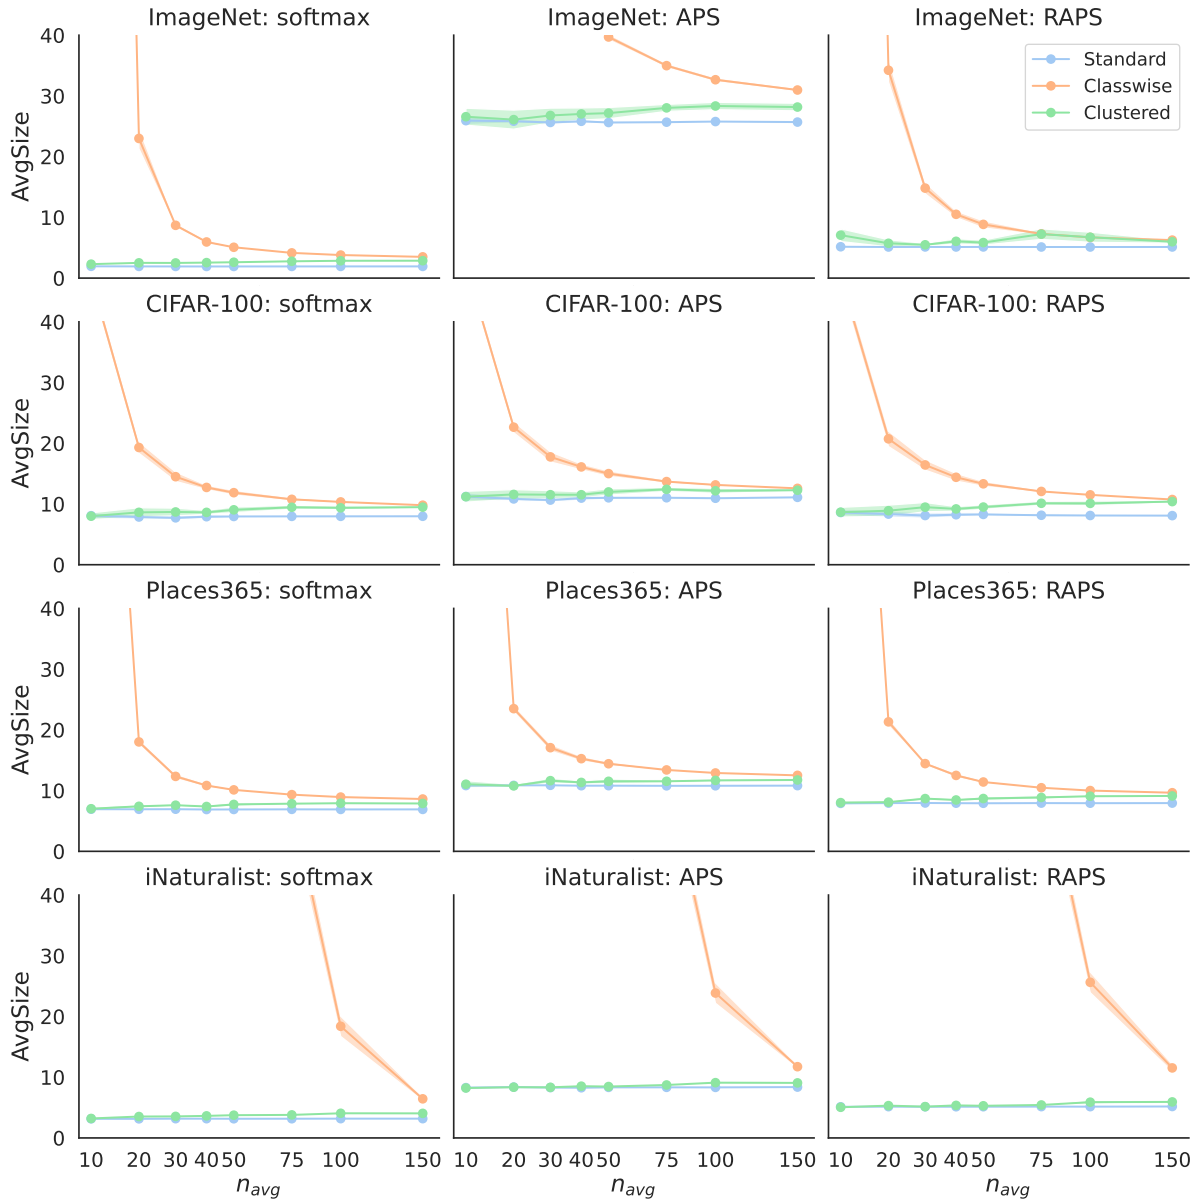 ImageNet: softmax
ImageNet: APS
ImageNet: RAPS
40
30
20
10
0
AvgSize
Standard
Classwise
Clustered
CIFAR-100: softmax
CIFAR-100: APS
CIFAR-100: RAPS
40
30
20
10
0
AvgSize
Places365: softmax
Places365: APS
Places365: RAPS
40
30
20
10
0
AvgSize
iNaturalist: softmax
iNaturalist: APS
iNaturalist: RAPS
40
30
20
10
0
AvgSize
10 20 30 40 50 75 100 150
10 20 30 40 50 75 100 150
10 20 30 40 50 75 100 150
n_avg
n_avg
n_avg